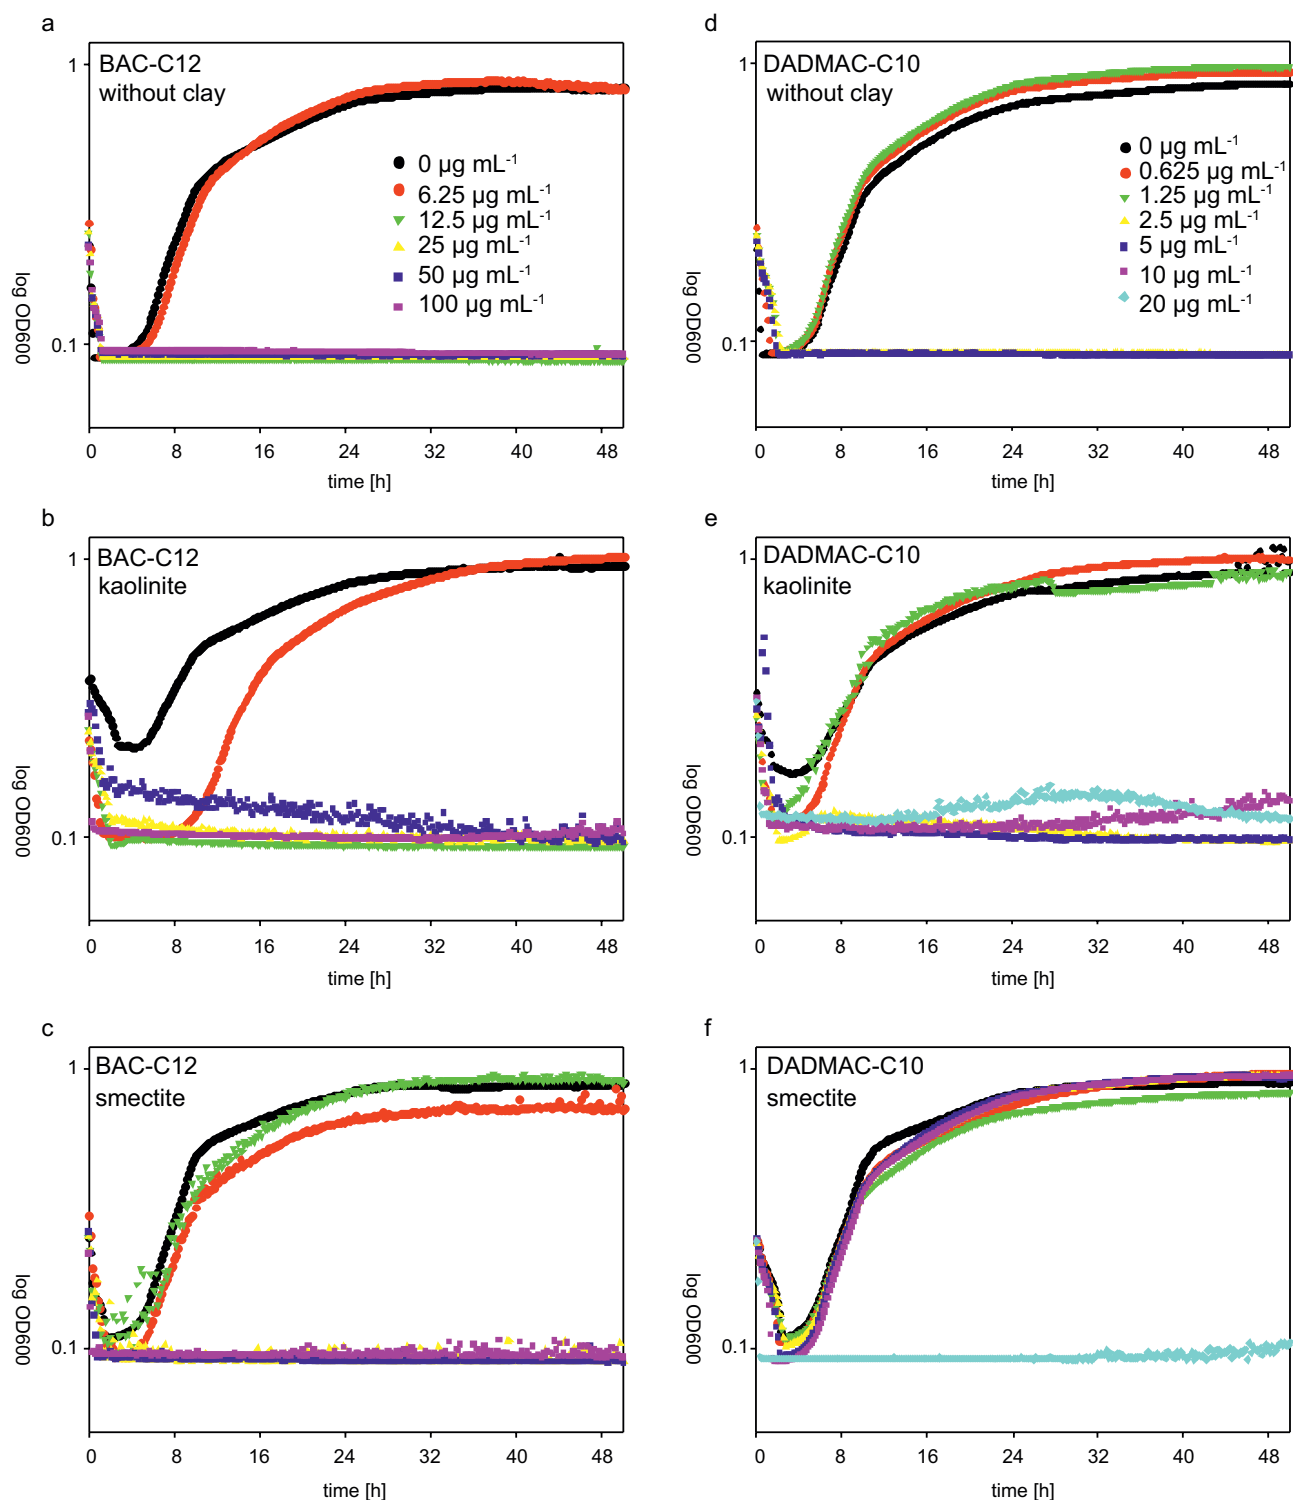 a
BAC-C12
without clay
1
0.1
log OD600
0 µg mL⁻¹
6.25 µg mL⁻¹
12.5 µg mL⁻¹
25 µg mL⁻¹
50 µg mL⁻¹
100 µg mL⁻¹
0 8 16 24 32 40 48
time [h]
d
DADMAC-C10
without clay
1
0.1
log OD600
0 µg mL⁻¹
0.625 µg mL⁻¹
1.25 µg mL⁻¹
2.5 µg mL⁻¹
5 µg mL⁻¹
10 µg mL⁻¹
20 µg mL⁻¹
0 8 16 24 32 40 48
time [h]
b
BAC-C12
kaolinite
1
0.1
log OD600
0 8 16 24 32 40 48
time [h]
e
DADMAC-C10
kaolinite
1
0.1
log OD600
0 8 16 24 32 40 48
time [h]
c
BAC-C12
smectite
1
0.1
log OD600
0 8 16 24 32 40 48
time [h]
f
DADMAC-C10
smectite
1
0.1
log OD600
0 8 16 24 32 40 48
time [h]